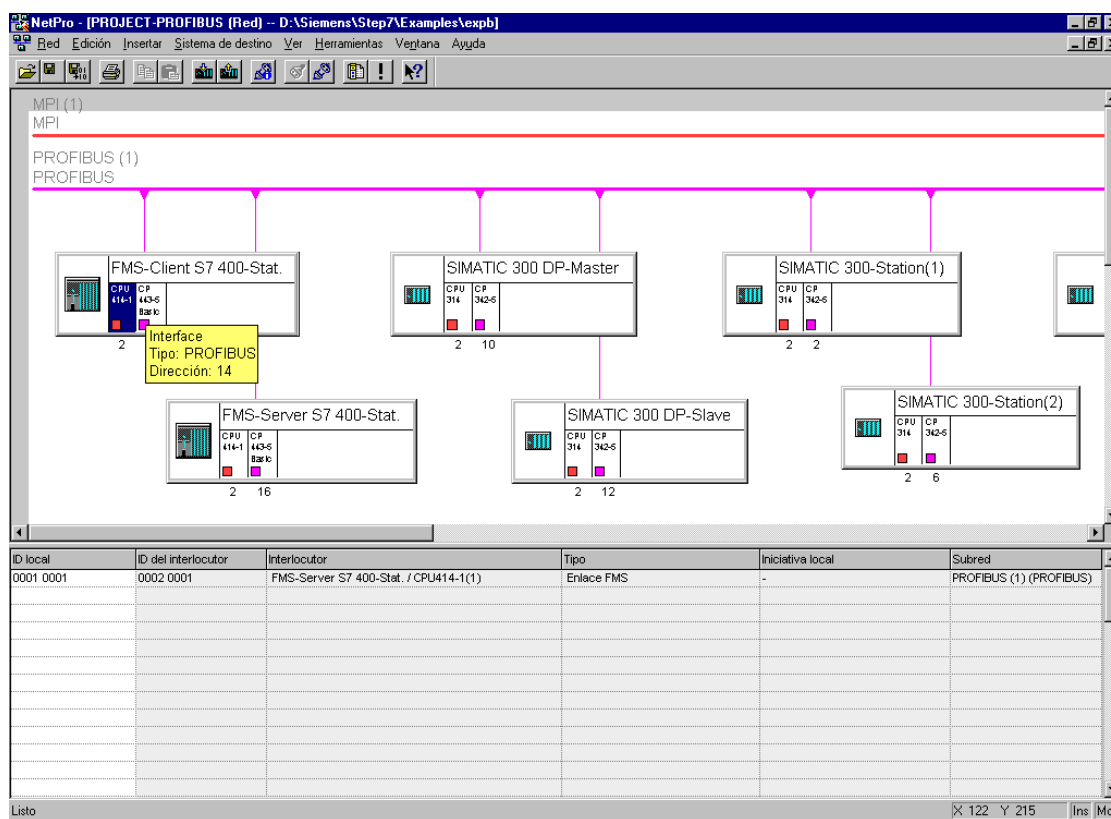 NetPro - [PROJECT-PROFIBUS (Red) -- D:\Siemens\Step7\Examples\expb]
Red Edición Insertar Sistema de destino Ver Herramientas Ventana Ayuda
MPI (1)
MPI
PROFIBUS (1)
PROFIBUS
FMS-Client S7 400-Stat.
CPU 414-1
CP 443-5 Basic
2
Interface
Tipo: PROFIBUS
Dirección: 14
SIMATIC 300 DP-Master
CPU 314
CP 342-5
2 10
SIMATIC 300-Station(1)
CPU 314
CP 342-5
2 2
FMS-Server S7 400-Stat.
CPU 414-1
CP 443-5 Basic
2 16
SIMATIC 300 DP-Slave
CPU 314
CP 342-5
2 12
SIMATIC 300-Station(2)
CPU 314
CP 342-5
2 6
ID local ID del interlocutor Interlocutor Tipo Iniciativa local Subred
0001 0001 0002 0001 FMS-Server S7 400-Stat. / CPU414-1(1) Enlace FMS - PROFIBUS (1) (PROFIBUS)
Listo X 122 Y 215 Ins